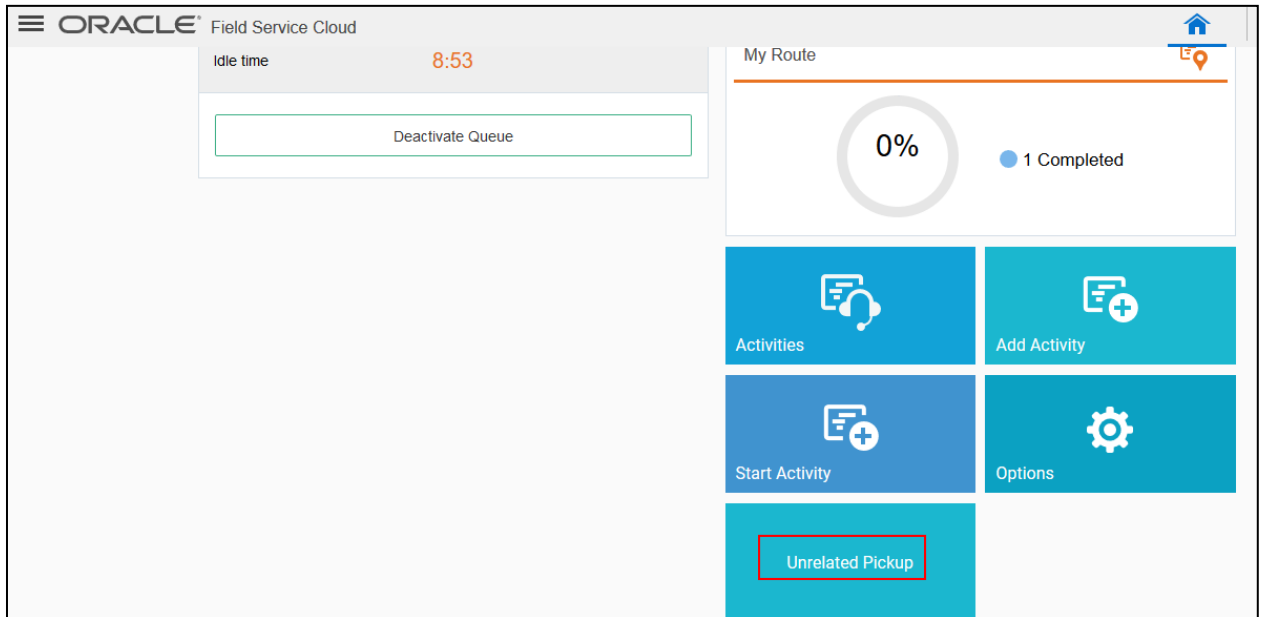 ORACLE® Field Service Cloud
Idle time 8:53
Deactivate Queue
My Route
0%
1 Completed
Activities
Add Activity
Start Activity
Options
Unrelated Pickup